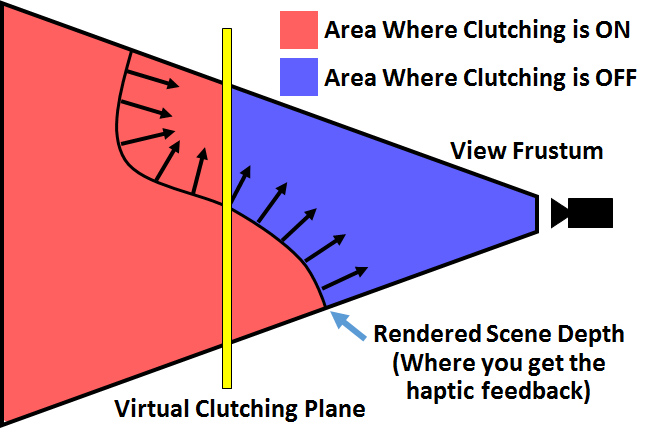 Area Where Clutching is ON
Area Where Clutching is OFF
View Frustum
Rendered Scene Depth
(Where you get the
haptic feedback)
Virtual Clutching Plane